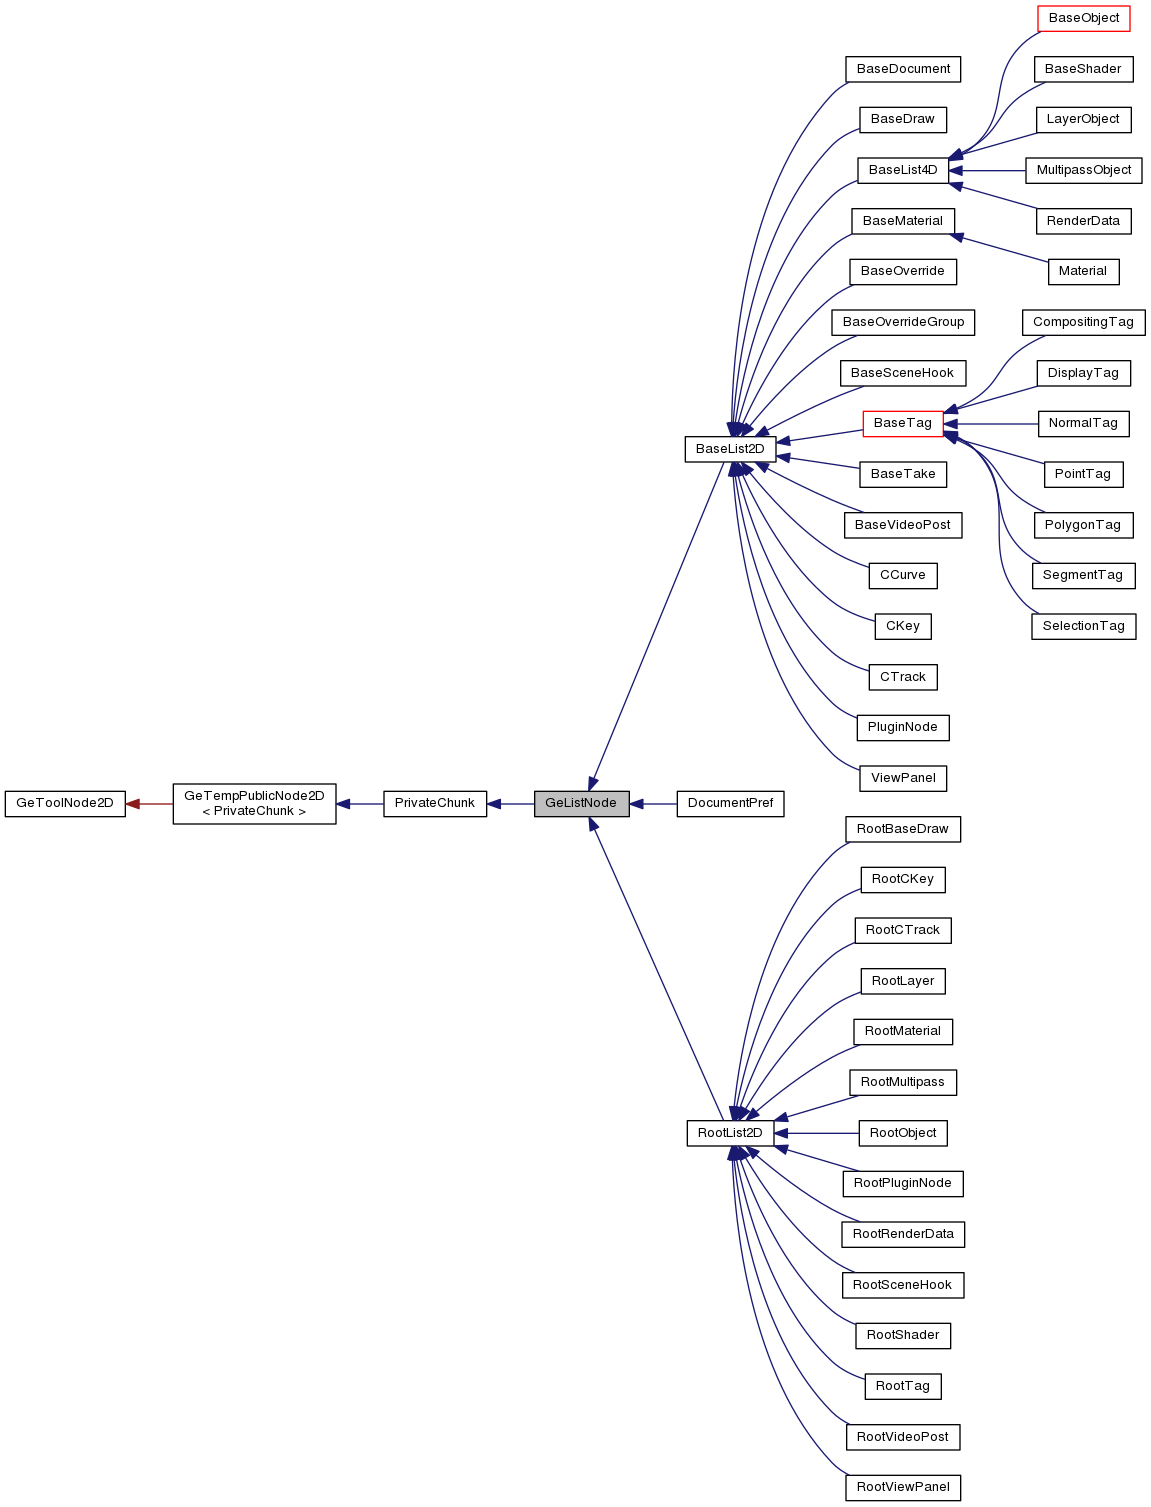 BaseObject
BaseDocument
BaseShader
BaseDraw
LayerObject
BaseList4D
MultipassObject
BaseMaterial
RenderData
BaseOverride
Material
BaseOverrideGroup
CompositingTag
BaseSceneHook
DisplayTag
BaseTag
NormalTag
BaseList2D
BaseTake
PointTag
BaseVideoPost
PolygonTag
CCurve
SegmentTag
CKey
SelectionTag
CTrack
PluginNode
ViewPanel
GeToolNode2D
GeTempPublicNode2D
< PrivateChunk >
PrivateChunk
GeListNode
DocumentPref
RootBaseDraw
RootCKey
RootCTrack
RootLayer
RootMaterial
RootMultipass
RootList2D
RootObject
RootPluginNode
RootRenderData
RootSceneHook
RootShader
RootTag
RootVideoPost
RootViewPanel